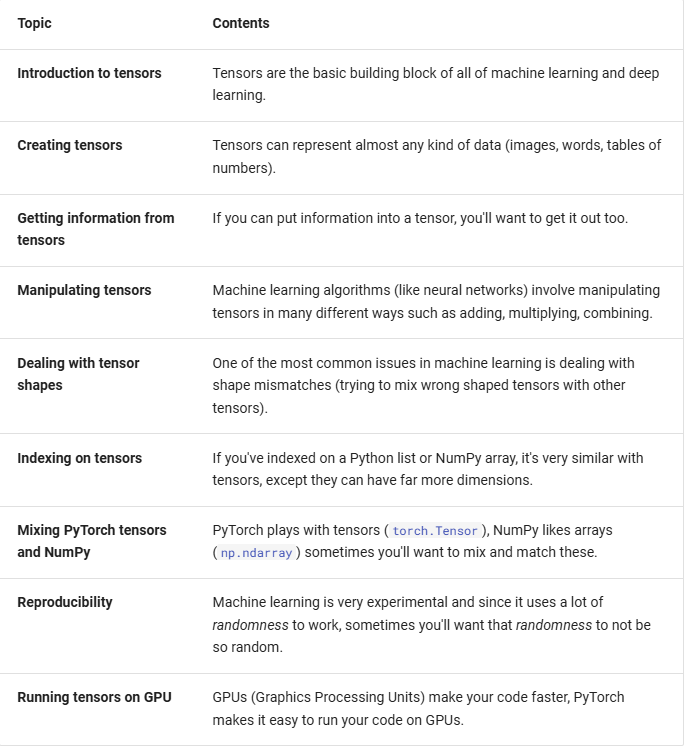 Topic Contents
Introduction to tensors Tensors are the basic building block of all of machine learning and deep
learning.
Creating tensors Tensors can represent almost any kind of data (images, words, tables of
numbers).
Getting information from If you can put information into a tensor, you'll want to get it out too.
tensors
Manipulating tensors Machine learning algorithms (like neural networks) involve manipulating
tensors in many different ways such as adding, multiplying, combining.
Dealing with tensor One of the most common issues in machine learning is dealing with
shapes shape mismatches (trying to mix wrong shaped tensors with other
tensors).
Indexing on tensors If you've indexed on a Python list or NumPy array, it's very similar with
tensors, except they can have far more dimensions.
Mixing PyTorch tensors PyTorch plays with tensors ( torch.Tensor ), NumPy likes arrays
and NumPy ( np.ndarray ) sometimes you'll want to mix and match these.
Reproducibility Machine learning is very experimental and since it uses a lot of
randomness to work, sometimes you'll want that randomness to not be
so random.
Running tensors on GPU GPUs (Graphics Processing Units) make your code faster, PyTorch
makes it easy to run your code on GPUs.